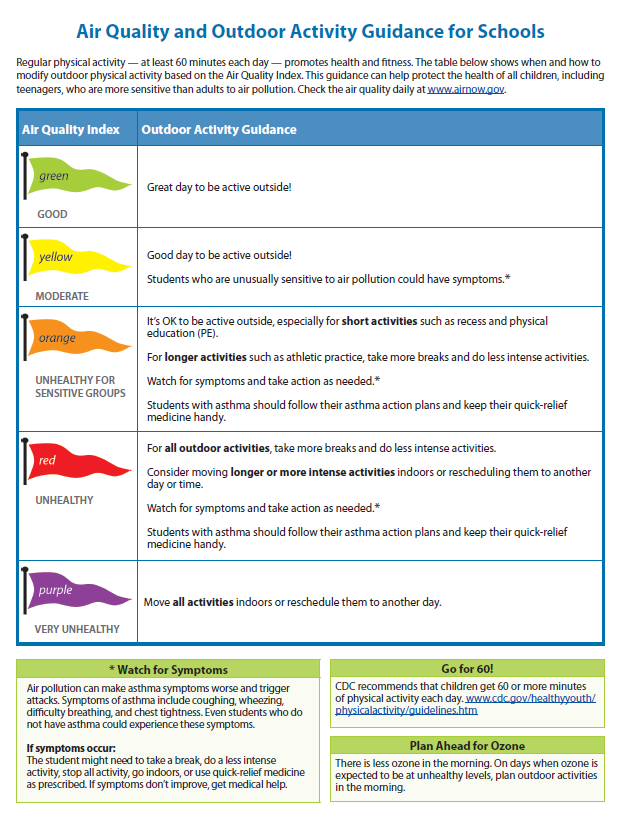 Air Quality and Outdoor Activity Guidance for Schools
Regular physical activity — at least 60 minutes each day — promotes health and fitness. The table below shows when and how to
modify outdoor physical activity based on the Air Quality Index. This guidance can help protect the health of all children, including
teenagers, who are more sensitive than adults to air pollution. Check the air quality daily at www.airnow.gov.
Air Quality Index
Outdoor Activity Guidance
green
GOOD
Great day to be active outside!
yellow
MODERATE
Good day to be active outside!
Students who are unusually sensitive to air pollution could have symptoms.*
orange
UNHEALTHY FOR
SENSITIVE GROUPS
It's OK to be active outside, especially for short activities such as recess and physical
education (PE).
For longer activities such as athletic practice, take more breaks and do less intense activities.
Watch for symptoms and take action as needed.*
Students with asthma should follow their asthma action plans and keep their quick-relief
medicine handy.
red
UNHEALTHY
For all outdoor activities, take more breaks and do less intense activities.
Consider moving longer or more intense activities indoors or rescheduling them to another
day or time.
Watch for symptoms and take action as needed.*
Students with asthma should follow their asthma action plans and keep their quick-relief
medicine handy.
purple
VERY UNHEALTHY
Move all activities indoors or reschedule them to another day.
* Watch for Symptoms
Air pollution can make asthma symptoms worse and trigger
attacks. Symptoms of asthma include coughing, wheezing,
difficulty breathing, and chest tightness. Even students who do
not have asthma could experience these symptoms.
If symptoms occur:
The student might need to take a break, do a less intense
activity, stop all activity, go indoors, or use quick-relief medicine
as prescribed. If symptoms don't improve, get medical help.
Go for 60!
CDC recommends that children get 60 or more minutes
of physical activity each day. www.cdc.gov/healthyyouth/
physicalactivity/guidelines.htm
Plan Ahead for Ozone
There is less ozone in the morning. On days when ozone is
expected to be at unhealthy levels, plan outdoor activities
in the morning.